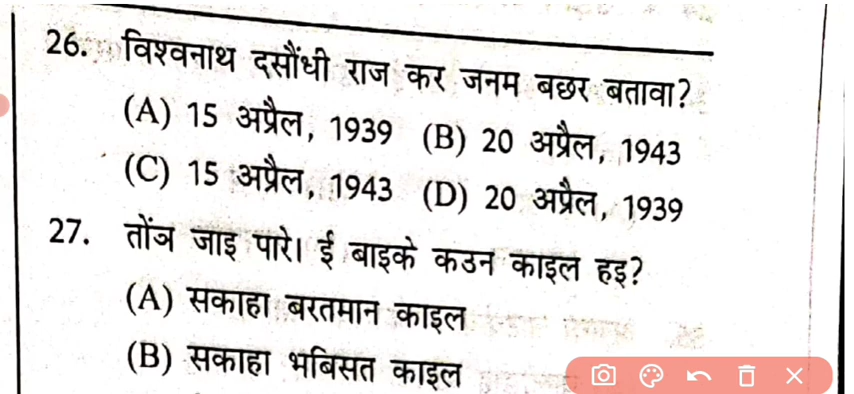 26. विश्वनाथ दसौंधी राज कर जनम बछर बतावा?
(A) 15 अप्रैल, 1939 (B) 20 अप्रैल, 1943
(C) 15 अप्रैल, 1943 (D) 20 अप्रैल, 1939
27. तोंञ जाइ पारे। ई बाइके कउन काइल हइ?
(A) सकाहा बरतमान काइल
(B) सकाहा भबिसत काइल